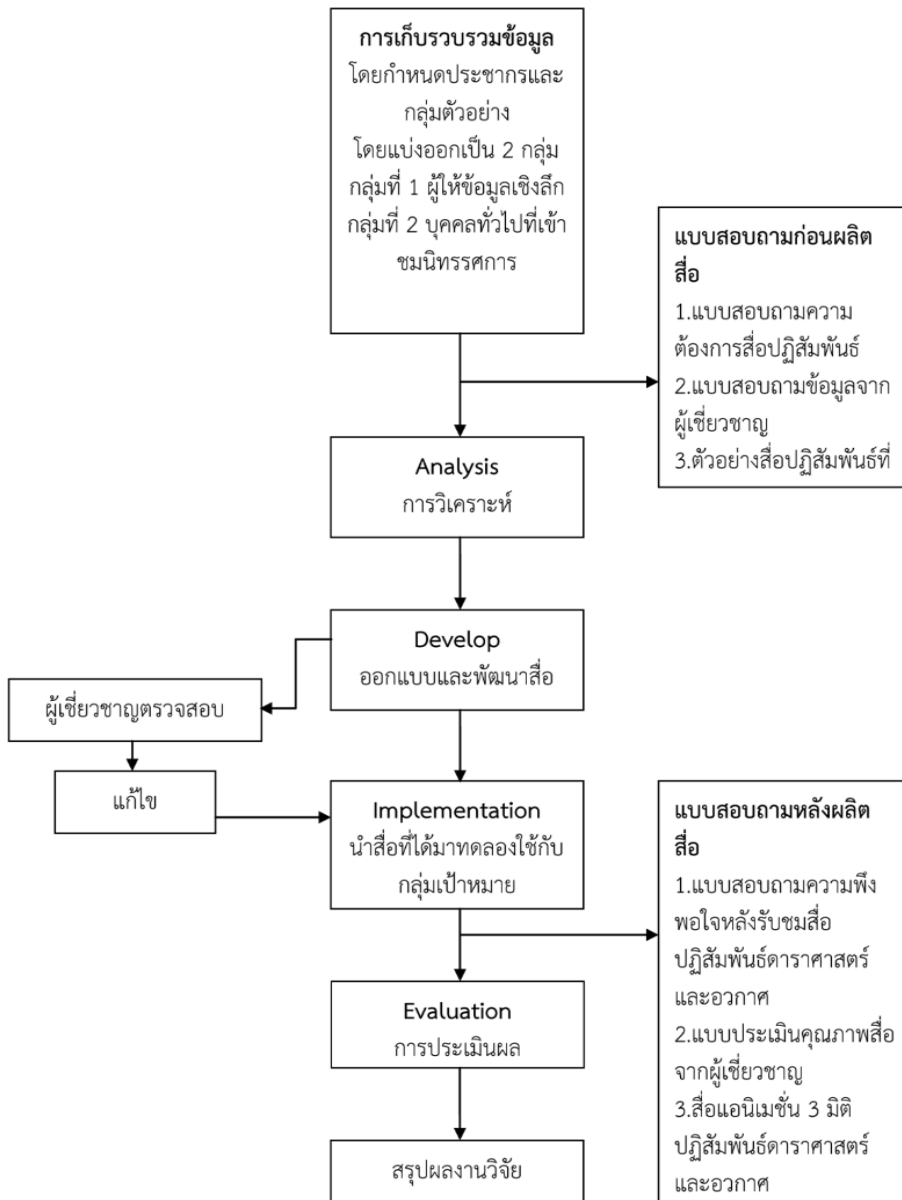 การเก็บรวบรวมข้อมูล
โดยกำหนดประชากรและ
กลุ่มตัวอย่าง
โดยแบ่งออกเป็น 2 กลุ่ม
กลุ่มที่ 1 ผู้ให้ข้อมูลเชิงลึก
กลุ่มที่ 2 บุคคลทั่วไปที่เข้า
ชมนิทรรศการ
แบบสอบถามก่อนผลิต
สื่อ
1.แบบสอบถามความ
ต้องการสื่อปฏิสัมพันธ์
2.แบบสอบถามข้อมูลจาก
ผู้เชี่ยวชาญ
3.ตัวอย่างสื่อปฏิสัมพันธ์ที่
Analysis
การวิเคราะห์
Develop
ออกแบบและพัฒนาสื่อ
ผู้เชี่ยวชาญตรวจสอบ
แก้ไข
Implementation
นำสื่อที่ได้มาทดลองใช้กับ
กลุ่มเป้าหมาย
แบบสอบถามหลังผลิต
สื่อ
1.แบบสอบถามความพึง
พอใจหลังรับชมสื่อ
ปฏิสัมพันธ์ดาราศาสตร์
และอวกาศ
2.แบบประเมินคุณภาพสื่อ
จากผู้เชี่ยวชาญ
3.สื่อแอนิเมชั่น 3 มิติ
ปฏิสัมพันธ์ดาราศาสตร์
และอวกาศ
Evaluation
การประเมินผล
สรุปผลงานวิจัย